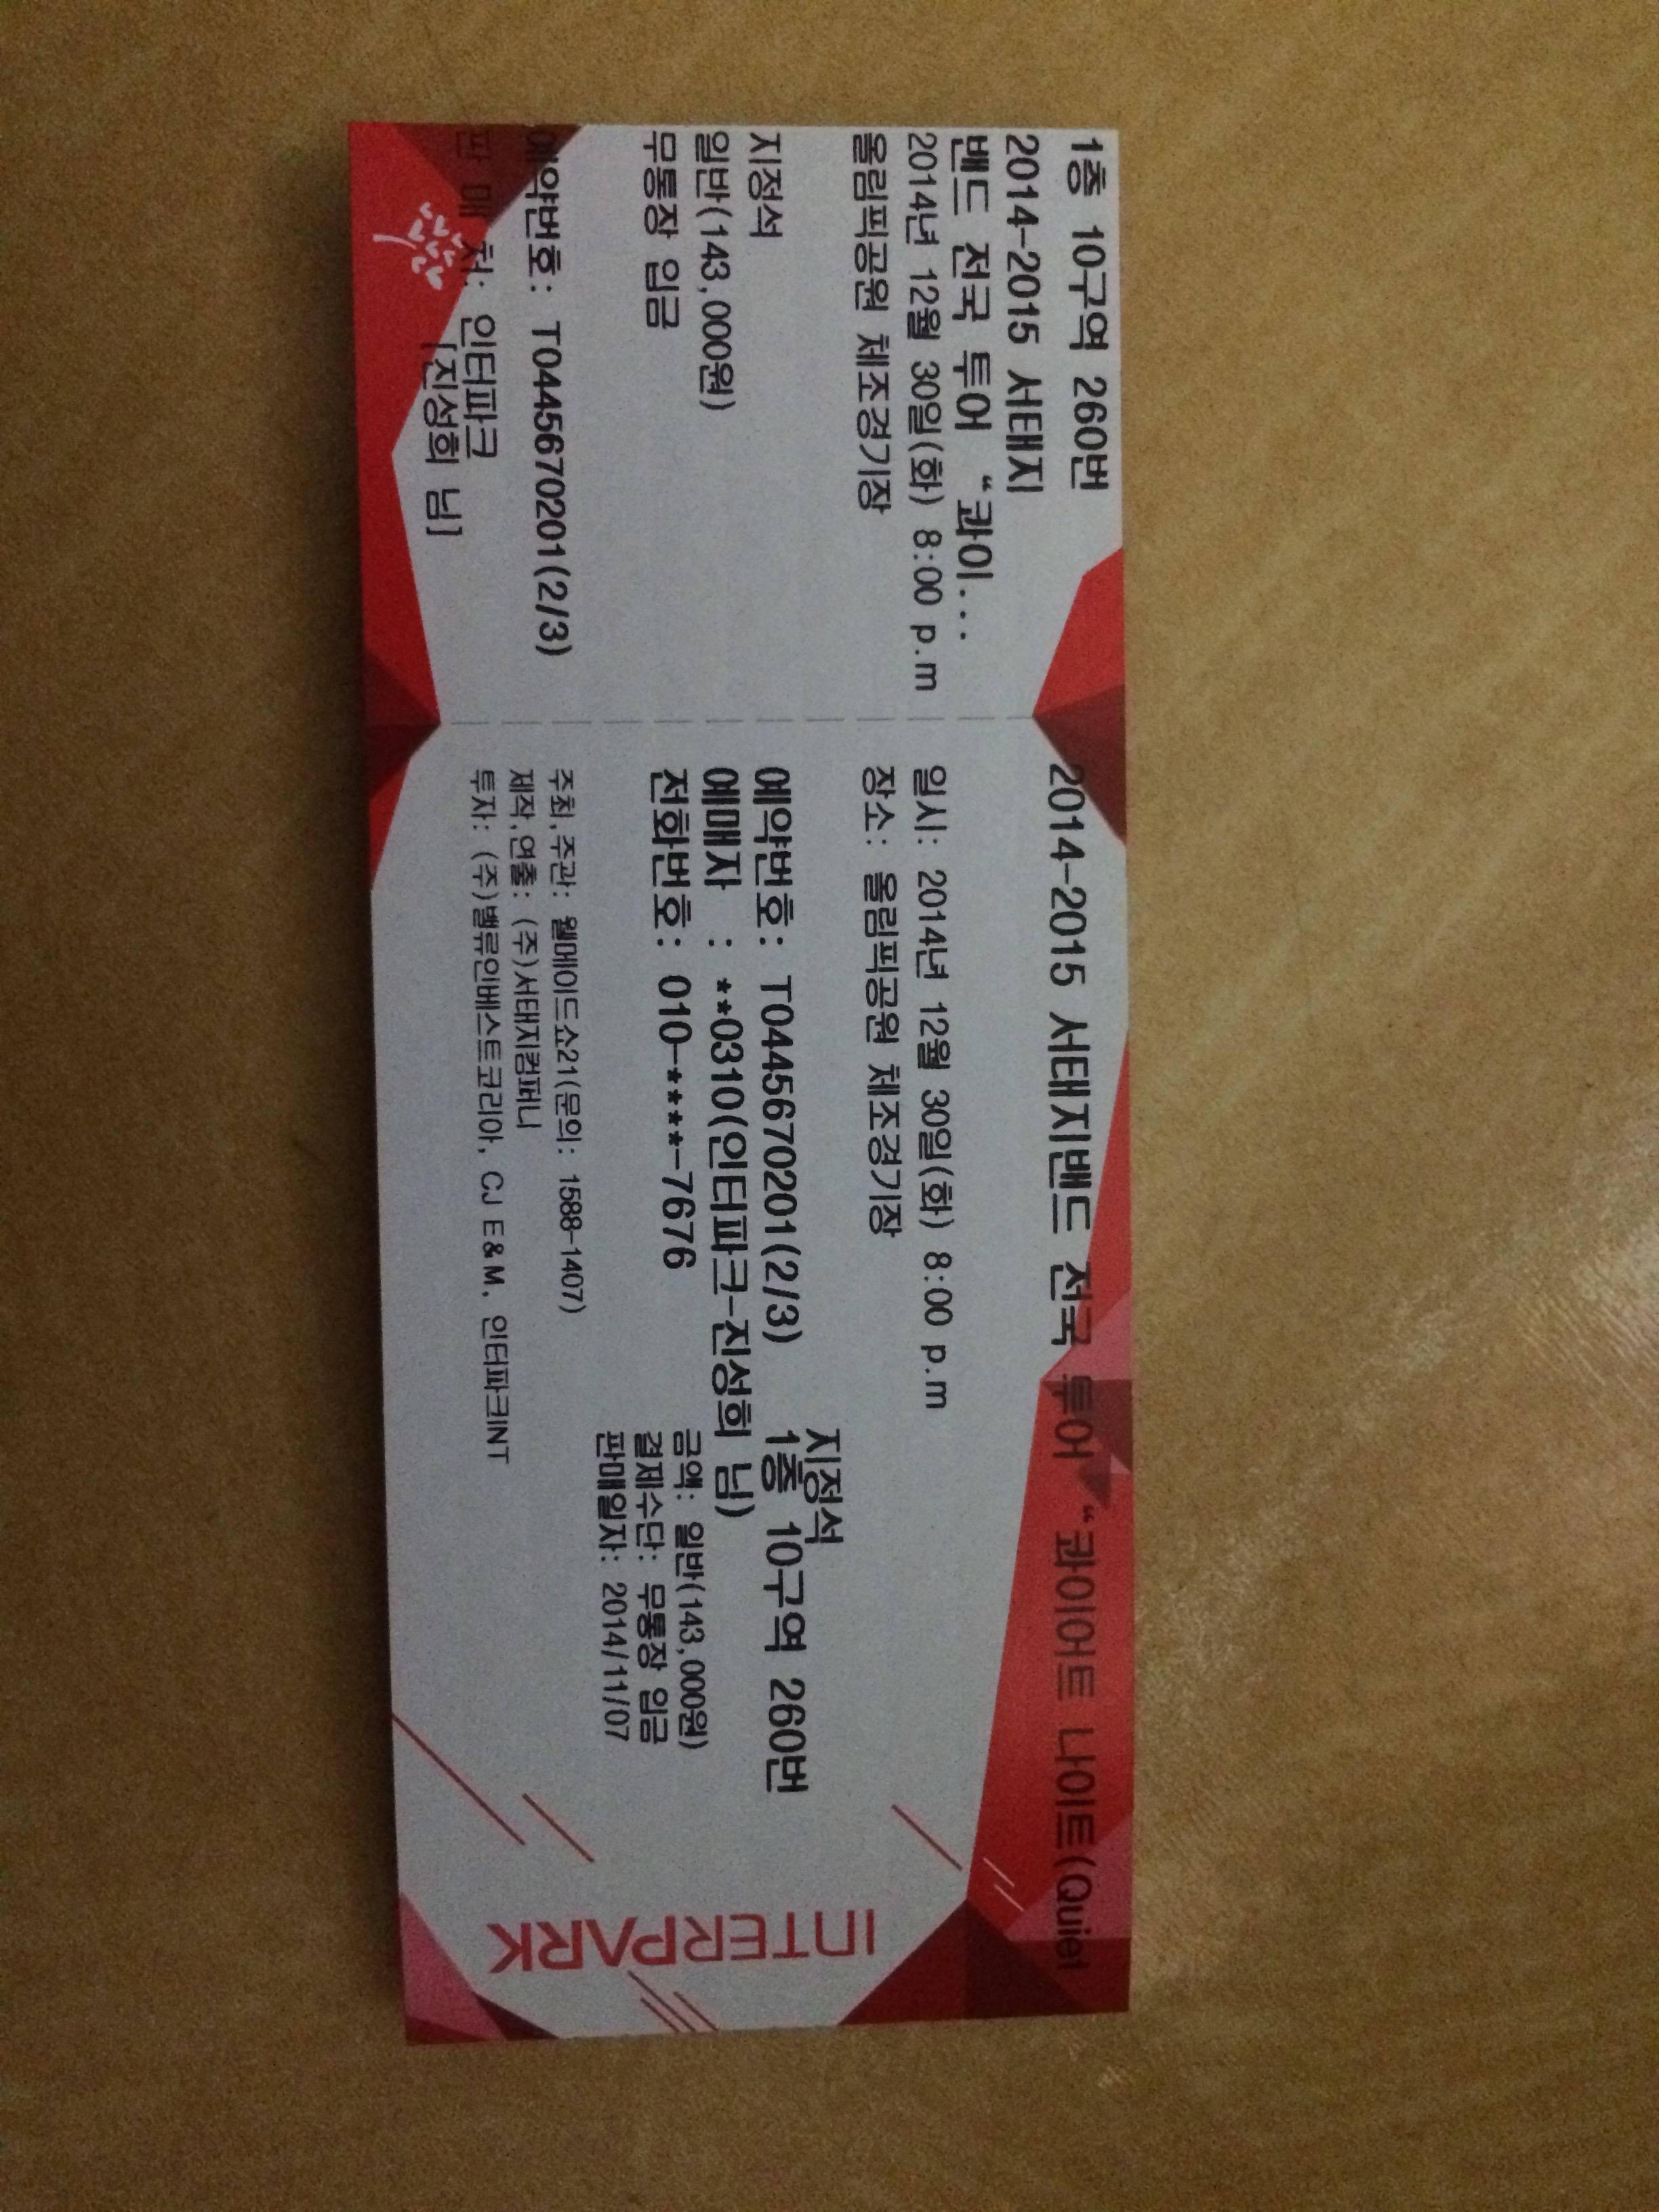 1층 10구역 260번
2014-2015 서태지
밴드 전국 투어 “콰이...
2014년 12월 30일(화) 8:00 p.m
올림픽공원 체조경기장
지정석
일반(143,000원)
무통장 입금
예약번호: T0445670201(2/3)
판 매 처: 인터파크
[진성희 님]
2014-2015 서태지밴드 전국 투어 “콰이어트 나이트(Quiet
일시: 2014년 12월 30일(화) 8:00 p.m
장소: 올림픽공원 체조경기장
지정석
예약번호: T0445670201(2/3) 1층 10구역 260번
예매자 : **0310(인터파크-진성희 님)
전화번호: 010-****-7676
금액: 일반(143,000원)
결제수단: 무통장 입금
판매일자: 2014/11/07
주최,주관: 웰메이드쇼21(문의: 1588-1407)
제작,연출: (주)서태지컴퍼니
투자: (주)밸류인베스트코리아, CJ E&M, 인터파크INT
INTERPARK